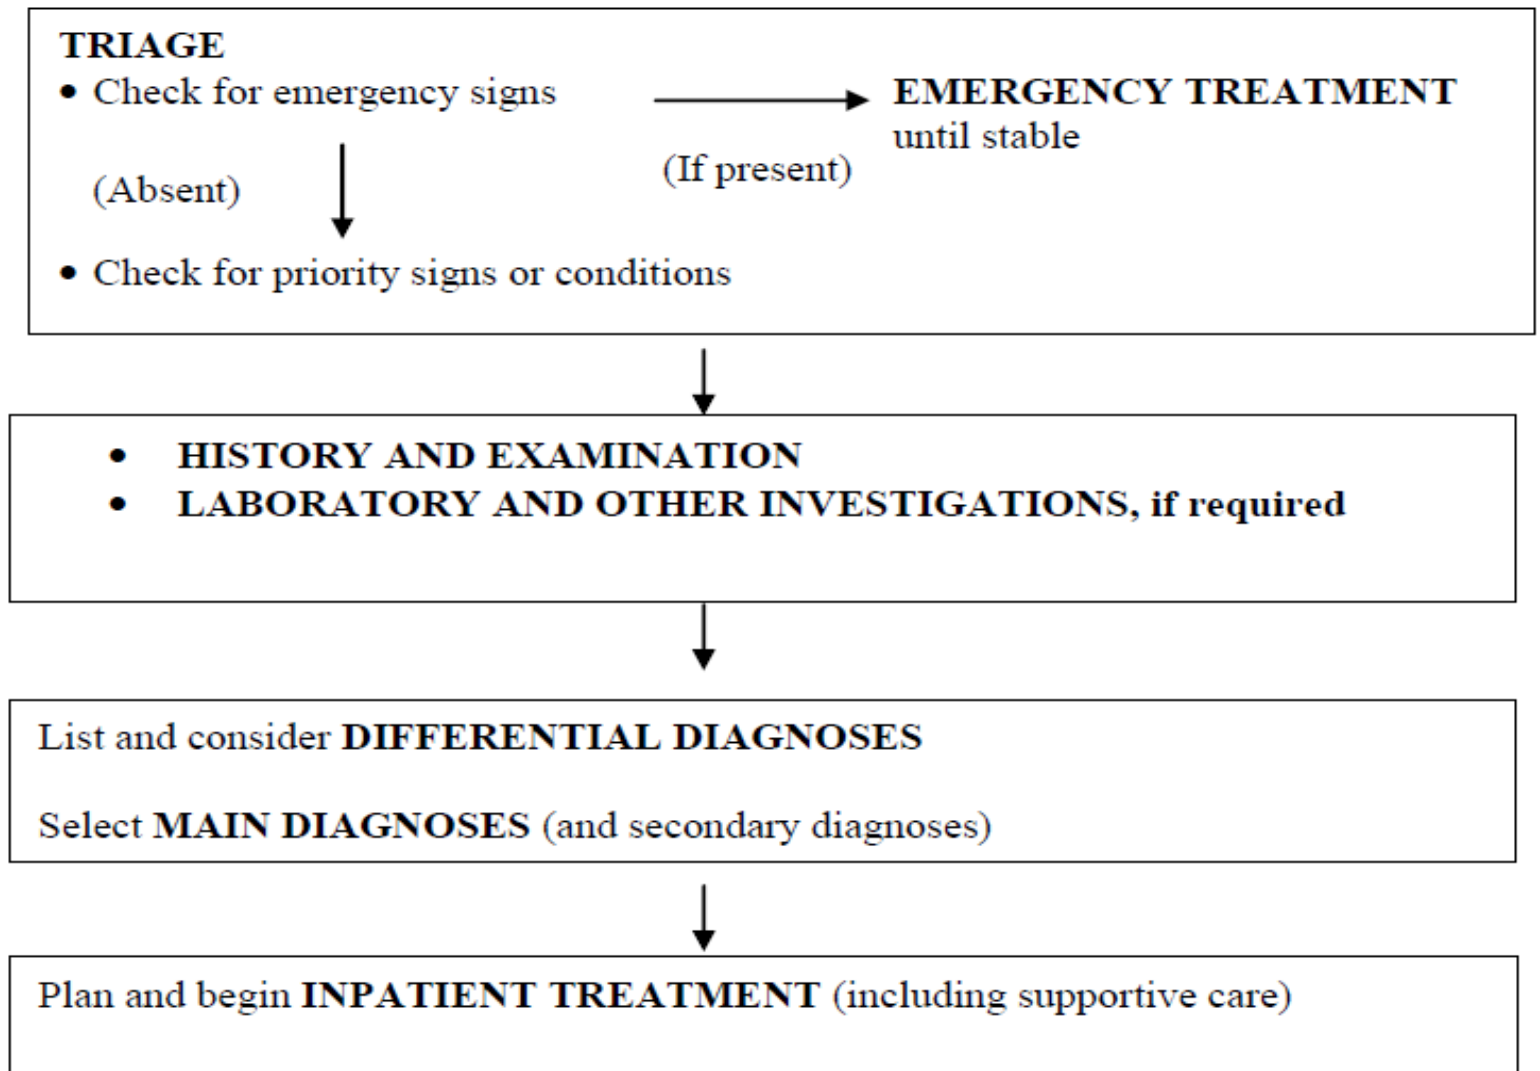 TRIAGE
• Check for emergency signs
EMERGENCY TREATMENT
until stable
(If present)
(Absent)
• Check for priority signs or conditions
• HISTORY AND EXAMINATION
• LABORATORY AND OTHER INVESTIGATIONS, if required
List and consider DIFFERENTIAL DIAGNOSES
Select MAIN DIAGNOSES (and secondary diagnoses)
Plan and begin INPATIENT TREATMENT (including supportive care)